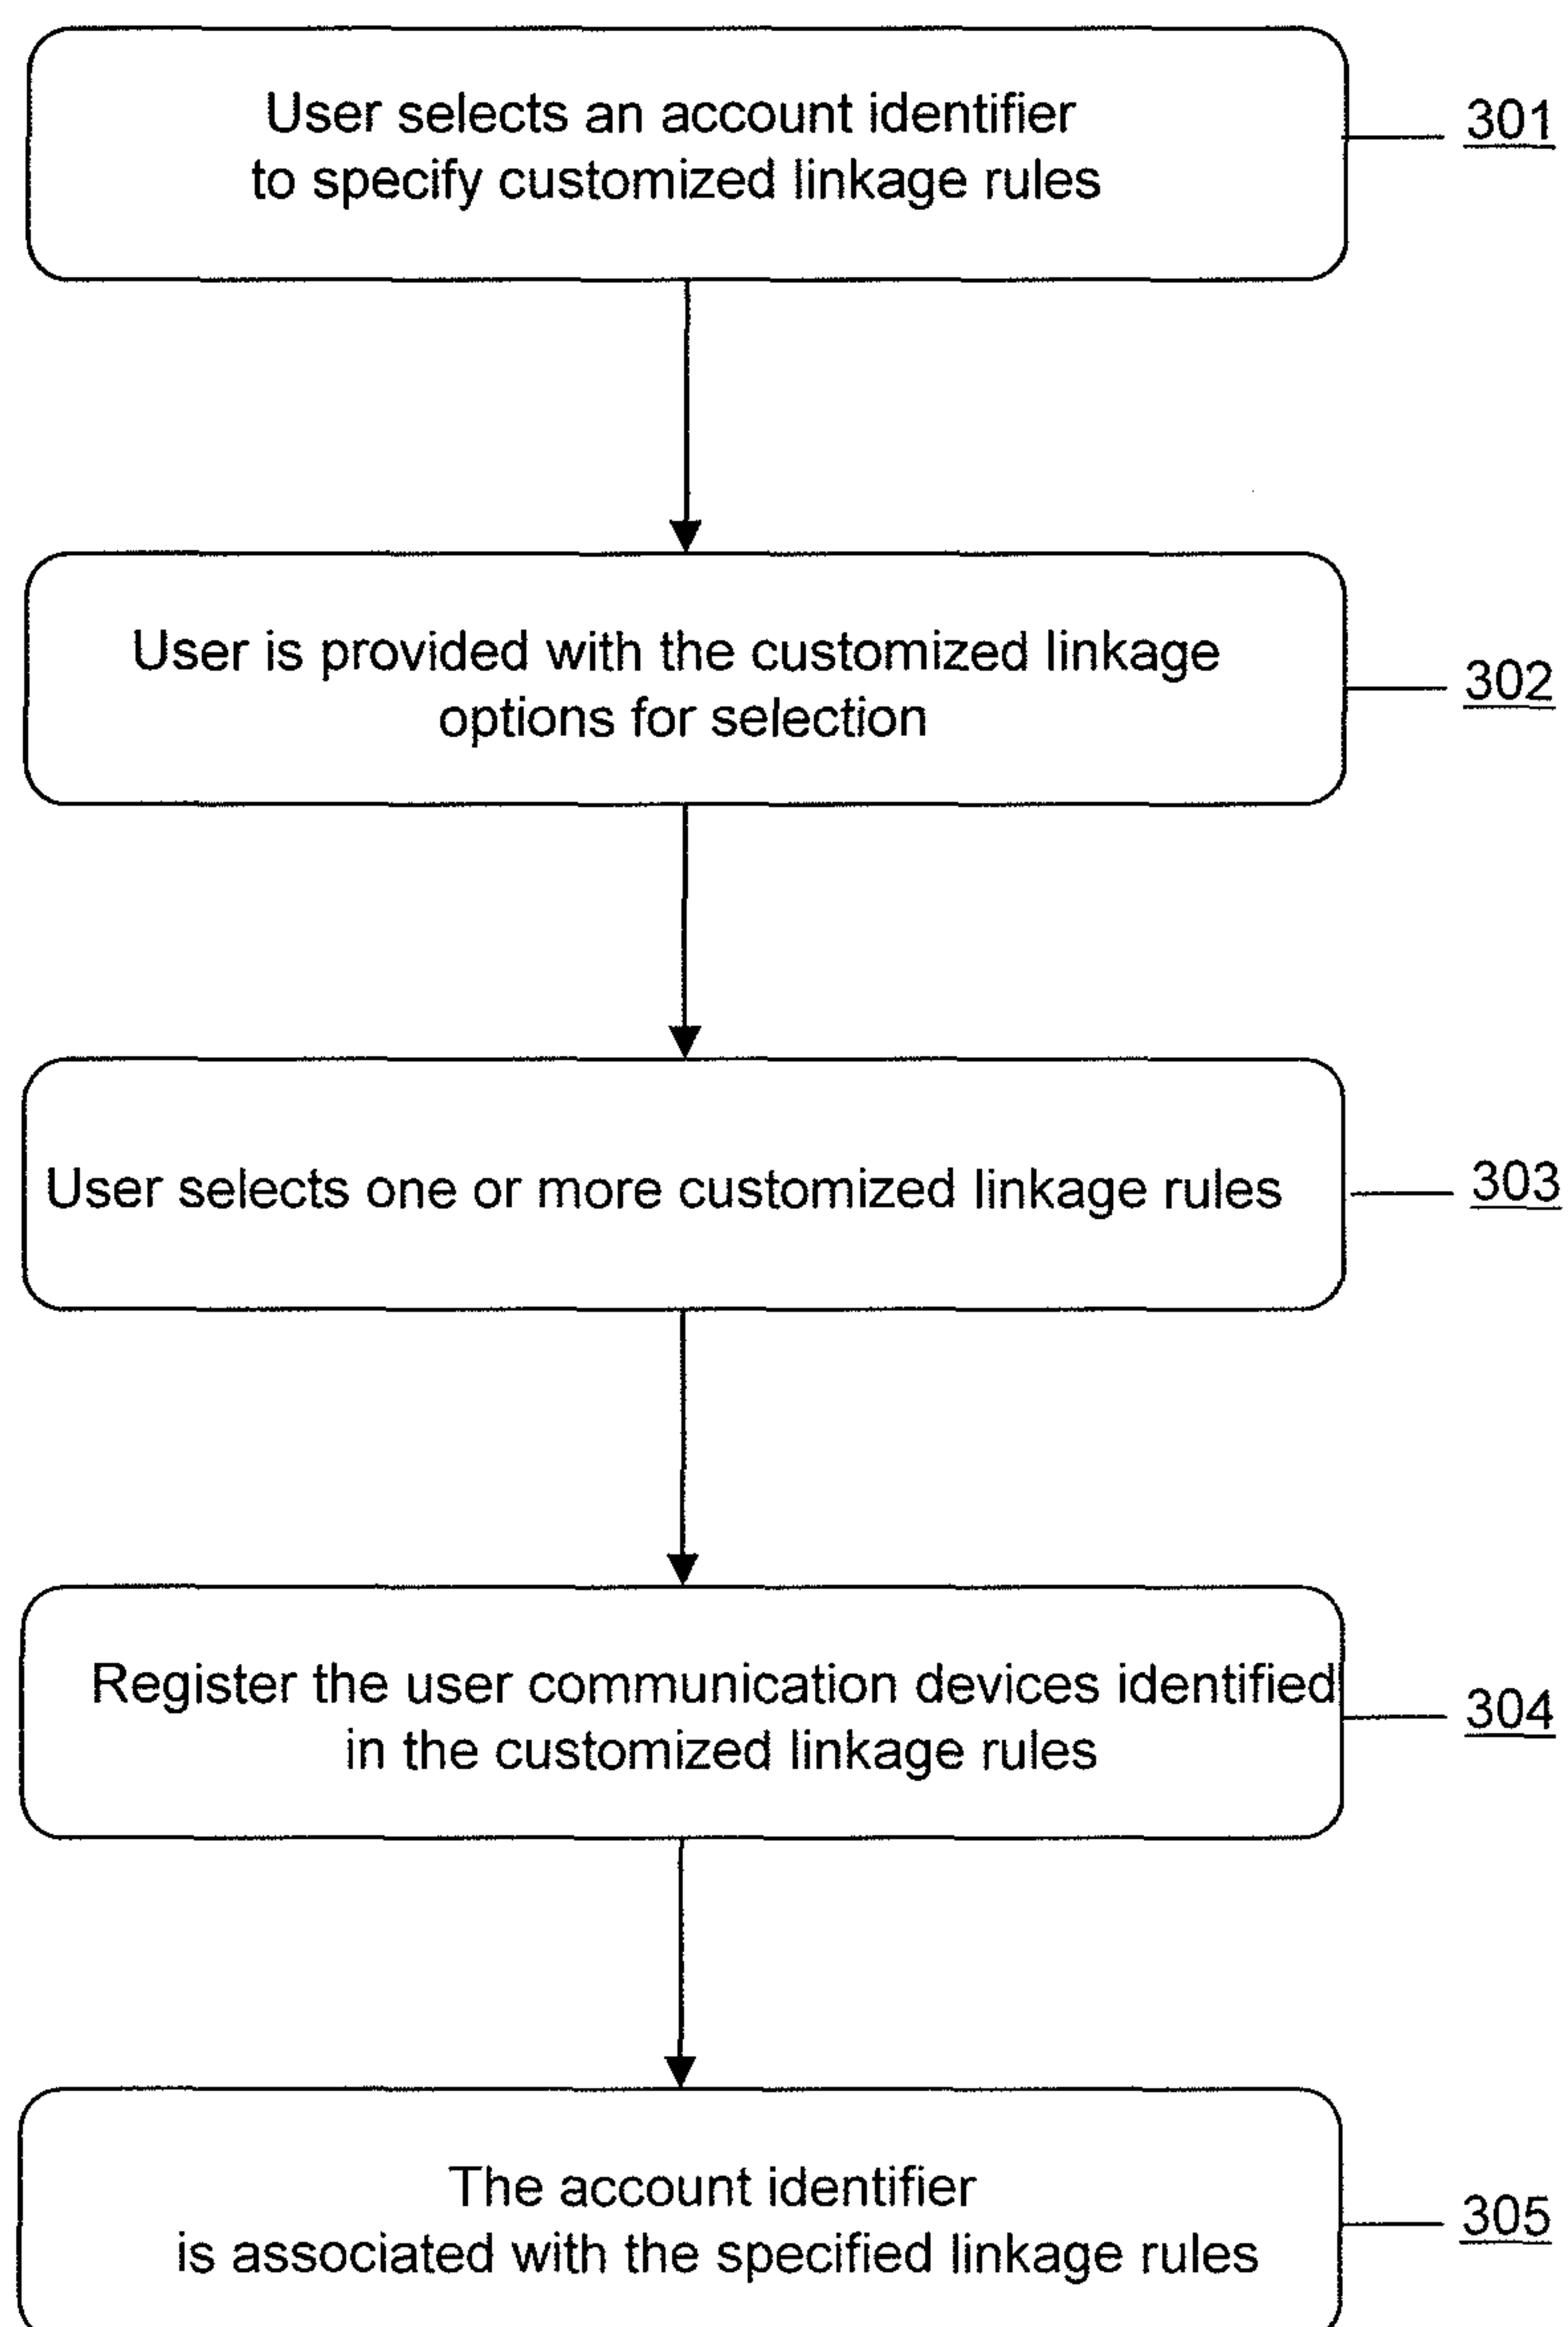 User selects an account identifier
to specify customized linkage rules
301
User is provided with the customized linkage
options for selection
302
User selects one or more customized linkage rules
303
Register the user communication devices identified
in the customized linkage rules
304
The account identifier
is associated with the specified linkage rules
305